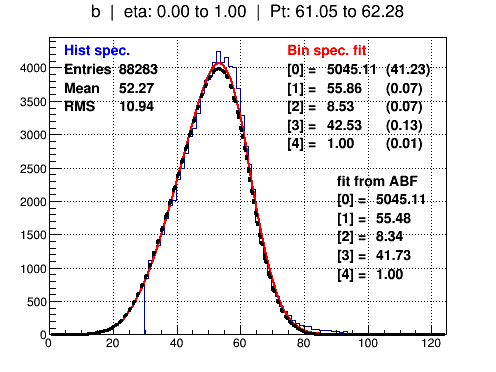 b | eta: 0.00 to 1.00 | Pt: 61.05 to 62.28
Hist spec.
Entries 88283
Mean 52.27
RMS 10.94
Bin spec. fit
[0] = 5045.11 (41.23)
[1] = 55.86 (0.07)
[2] = 8.53 (0.07)
[3] = 42.53 (0.13)
[4] = 1.00 (0.01)
fit from ABF
[0] = 5045.11
[1] = 55.48
[2] = 8.34
[3] = 41.73
[4] = 1.00
4000
3500
3000
2500
2000
1500
1000
500
0
0 20 40 60 80 100 120